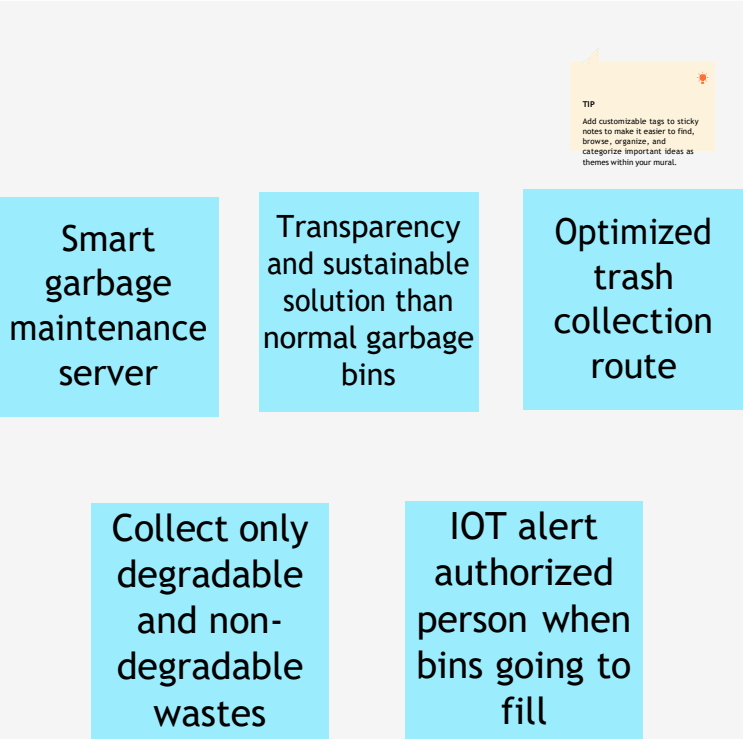 TIP
Add customizable tags to sticky
notes to make it easier to find,
browse, organize, and
categorize important ideas as
themes within your mural.
Smart
garbage
maintenance
server
Transparency
and sustainable
solution than
normal garbage
bins
Optimized
trash
collection
route
Collect only
degradable
and non-
degradable
wastes
IOT alert
authorized
person when
bins going to
fill